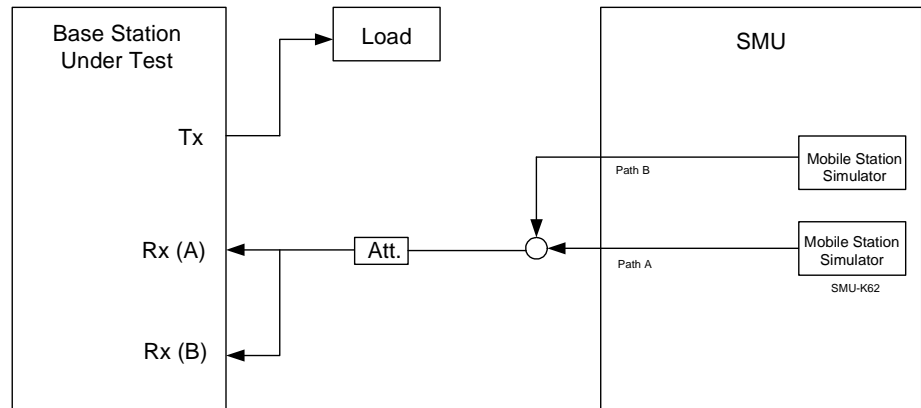 Base Station
Under Test
Load
SMU
Tx
Mobile Station
Simulator
Path B
Rx (A)
Att.
Mobile Station
Simulator
Path A
SMU-K62
Rx (B)